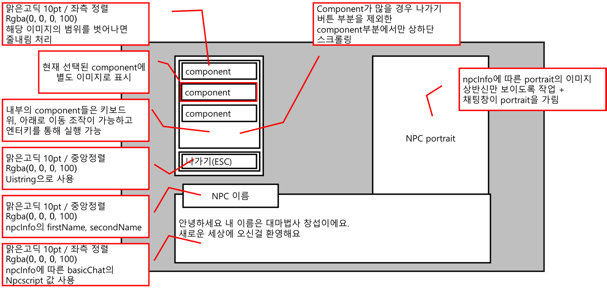 맑은고딕 10pt / 좌측 정렬
Rgba(0, 0, 0, 100)
해당 이미지의 범위를 벗어나면
줄내림 처리
현재 선택된 component에
별도 이미지로 표시
내부의 component들은 키보드
위, 아래로 이동 조작이 가능하고
엔터키를 통해 실행 가능
맑은고딕 10pt / 중앙정렬
Rgba(0, 0, 0, 100)
Uistring으로 사용
맑은고딕 10pt / 중앙정렬
Rgba(0, 0, 0, 100)
npcInfo의 firstName, secondName
맑은고딕 10pt / 좌측 정렬
Rgba(0, 0, 0, 100)
npcInfo에 따른 basicChat의
Npcscript 값 사용
component
component
component
나가기(ESC)
NPC 이름
안녕하세요 내 이름은 대마법사 창섭이에요.
새로운 세상에 오신걸 환영해요
Component가 많을 경우 나가기
버튼 부분을 제외한
component부분에서만 상하단
스크롤링
NPC portrait
npcInfo에 따른 portrait의 이미지
상반신만 보이도록 작업 +
채팅창이 portrait을 가림